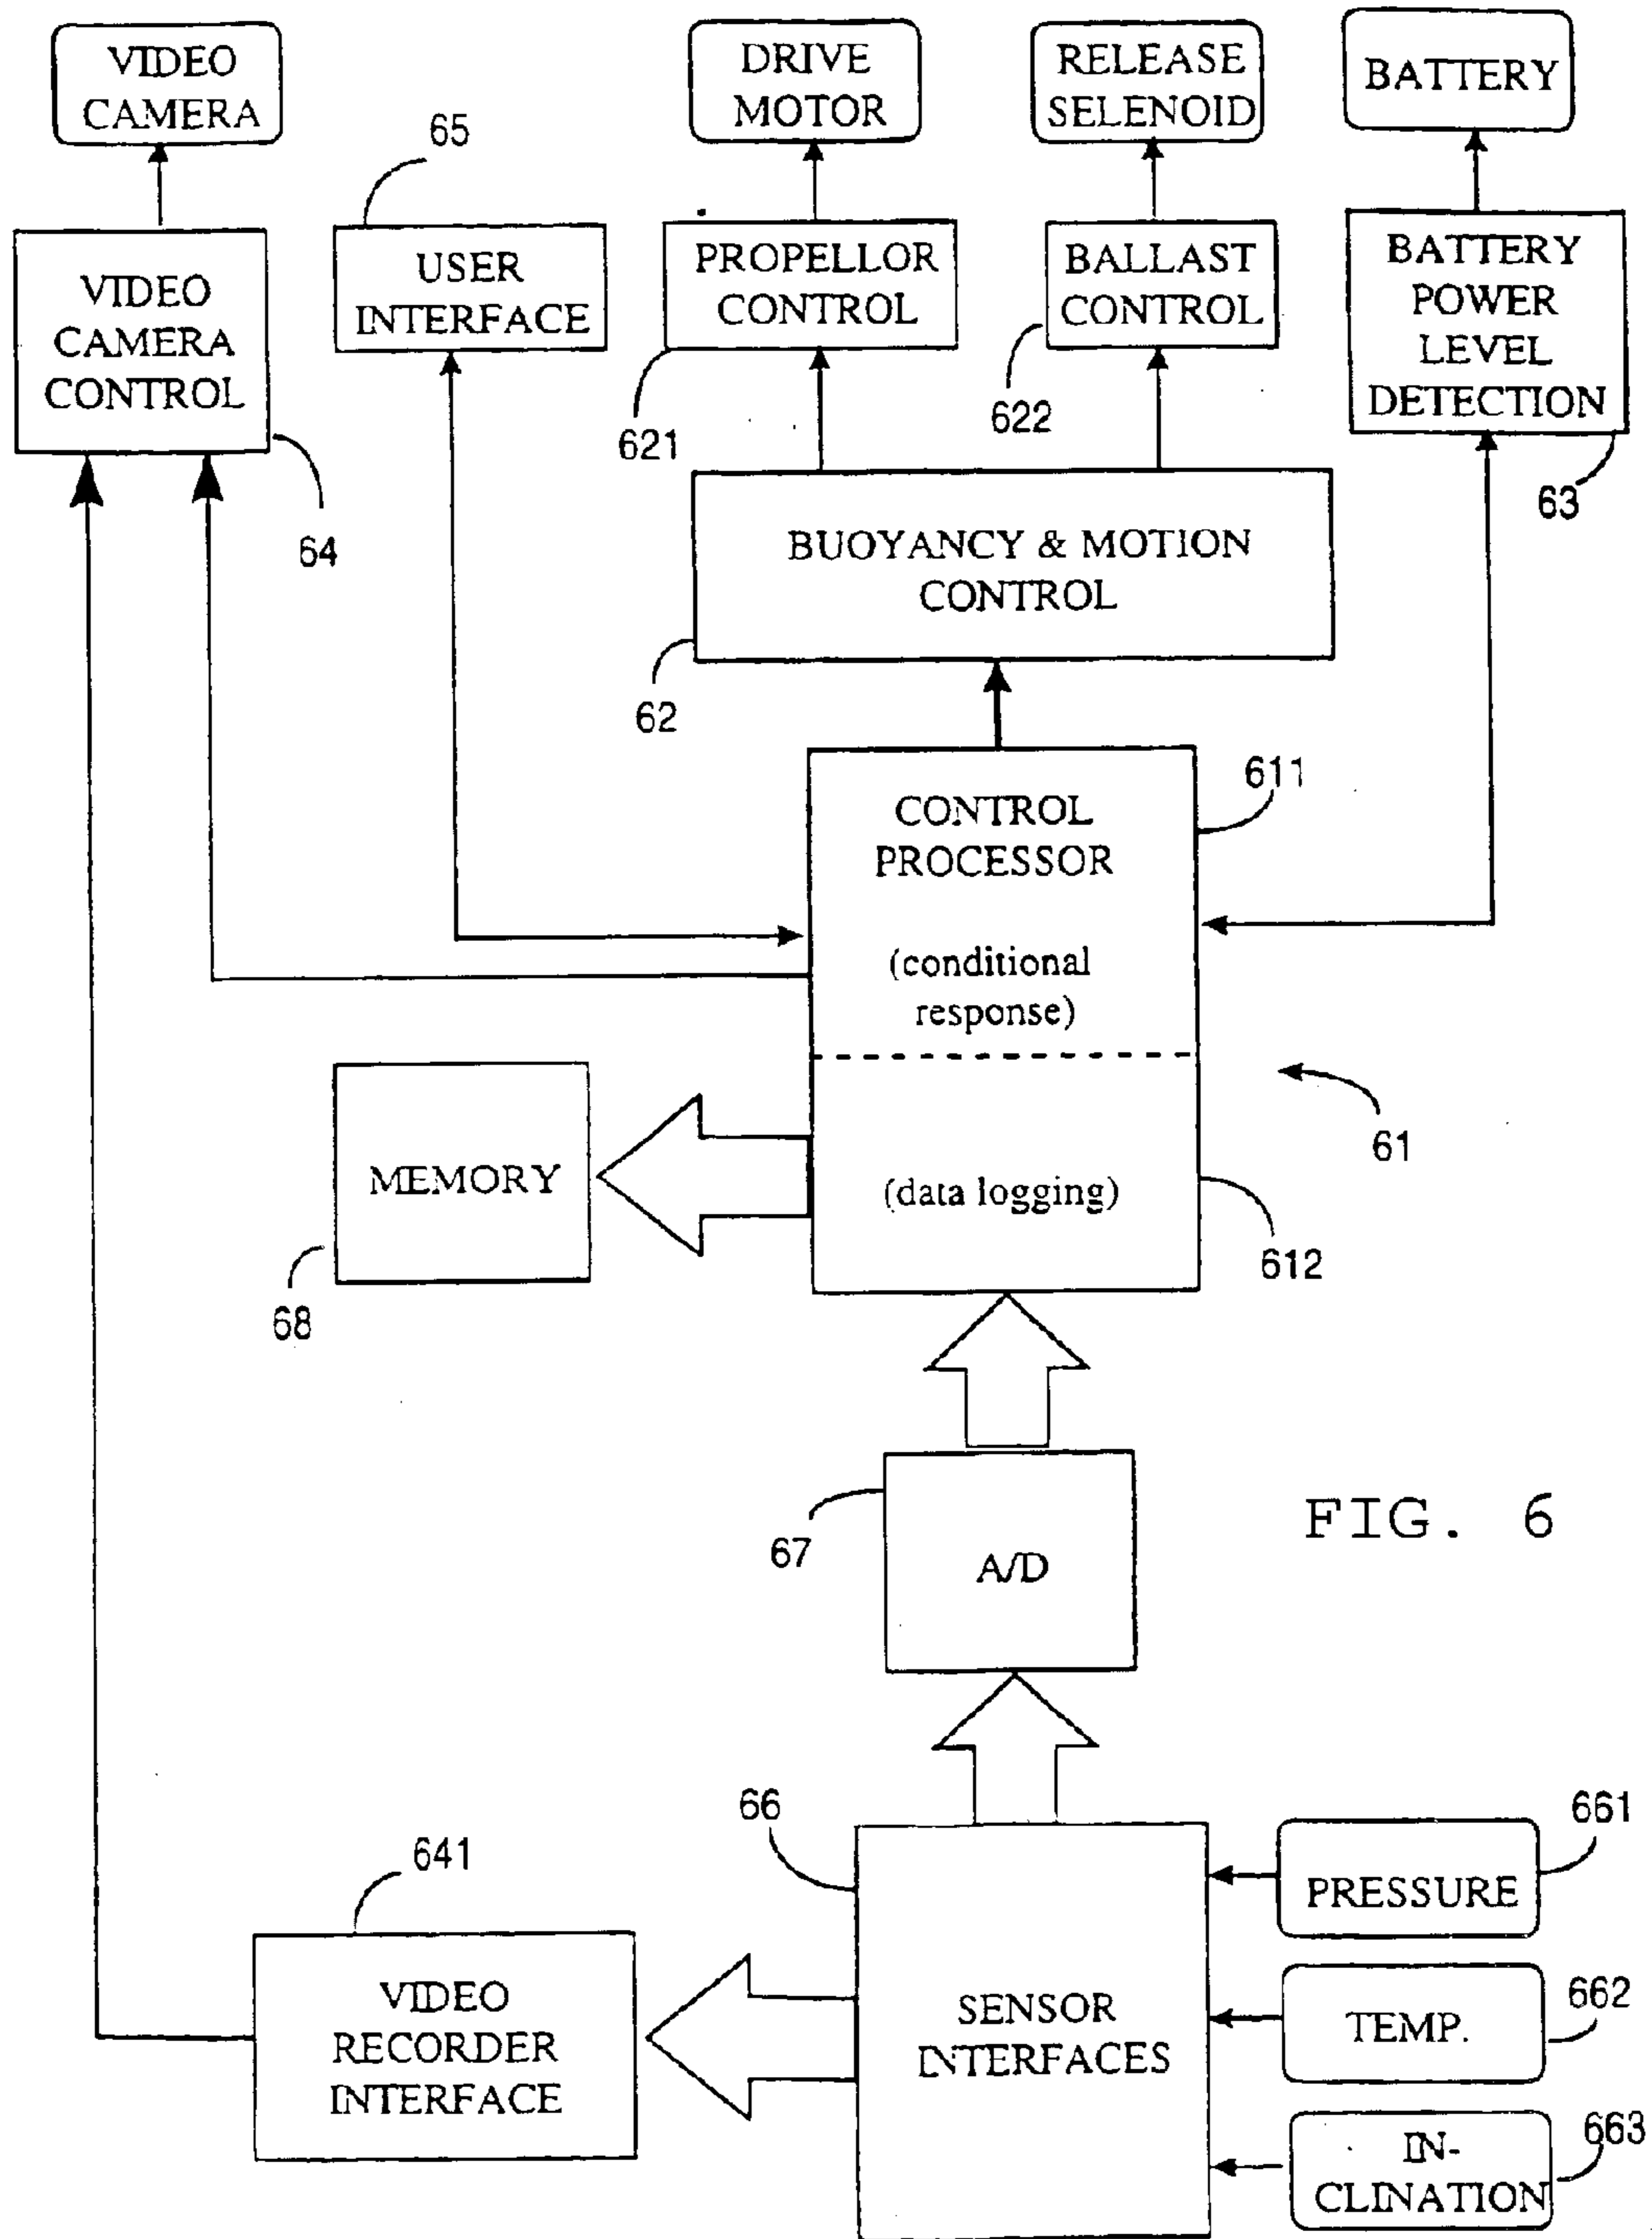 VIDEO
CAMERA
DRIVE
MOTOR
RELEASE
SELENOID
BATTERY
65
VIDEO
CAMERA
CONTROL
USER
INTERFACE
PROPELLOR
CONTROL
BALLAST
CONTROL
BATTERY
POWER
LEVEL
DETECTION
64
621
622
63
BUOYANCY & MOTION
CONTROL
62
611
CONTROL
PROCESSOR
(conditional
response)
61
MEMORY
(data logging)
68
612
67
A/D
FIG. 6
66
641
661
PRESSURE
VIDEO
RECORDER
INTERFACE
SENSOR
INTERFACES
662
TEMP.
663
IN-
CLINATION